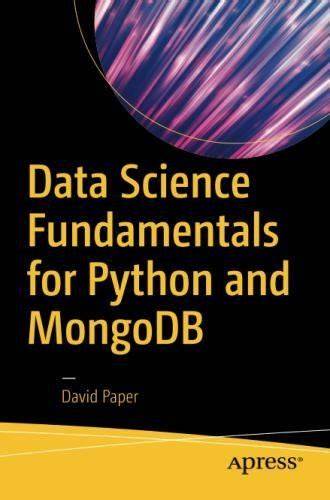 Data Science
Fundamentals
for Python and
MongoDB
—
David Paper
Apress®